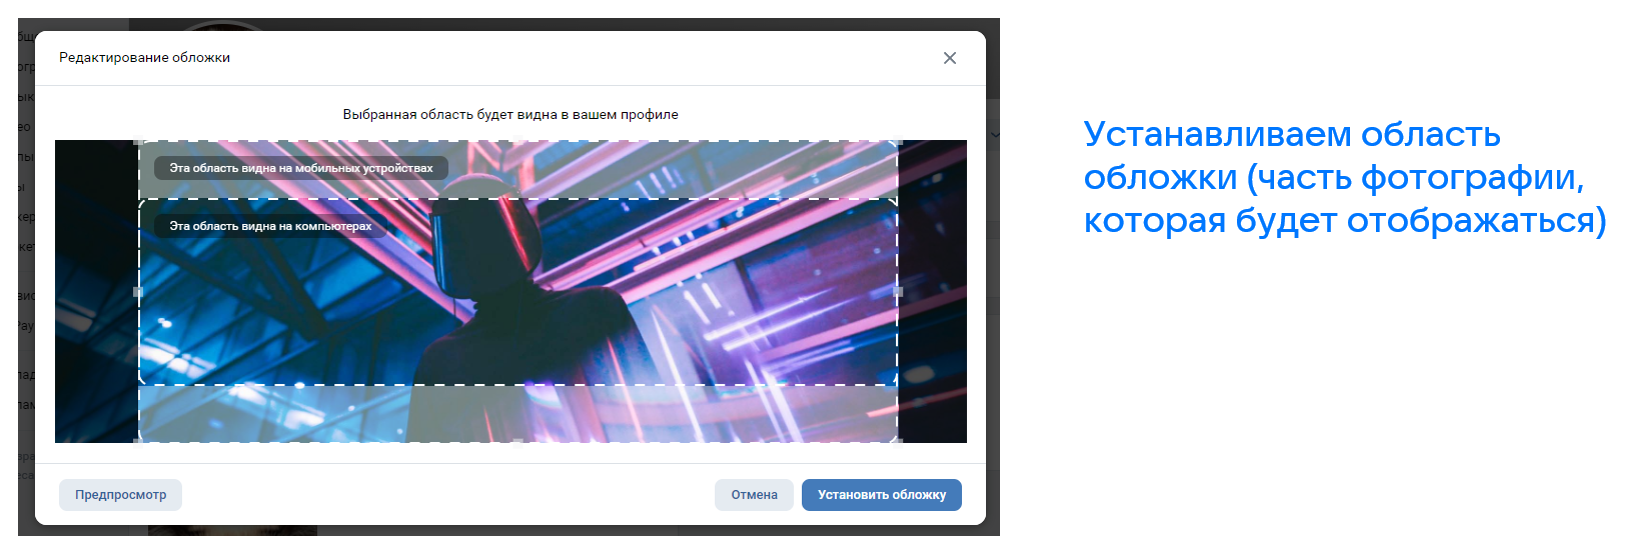 Редактирование обложки
Выбранная область будет видна в вашем профиле
Эта область видна на мобильных устройствах
Эта область видна на компьютерах
Предпросмотр
Отмена
Установить обложку
Устанавливаем область
обложки (часть фотографии,
которая будет отображаться)